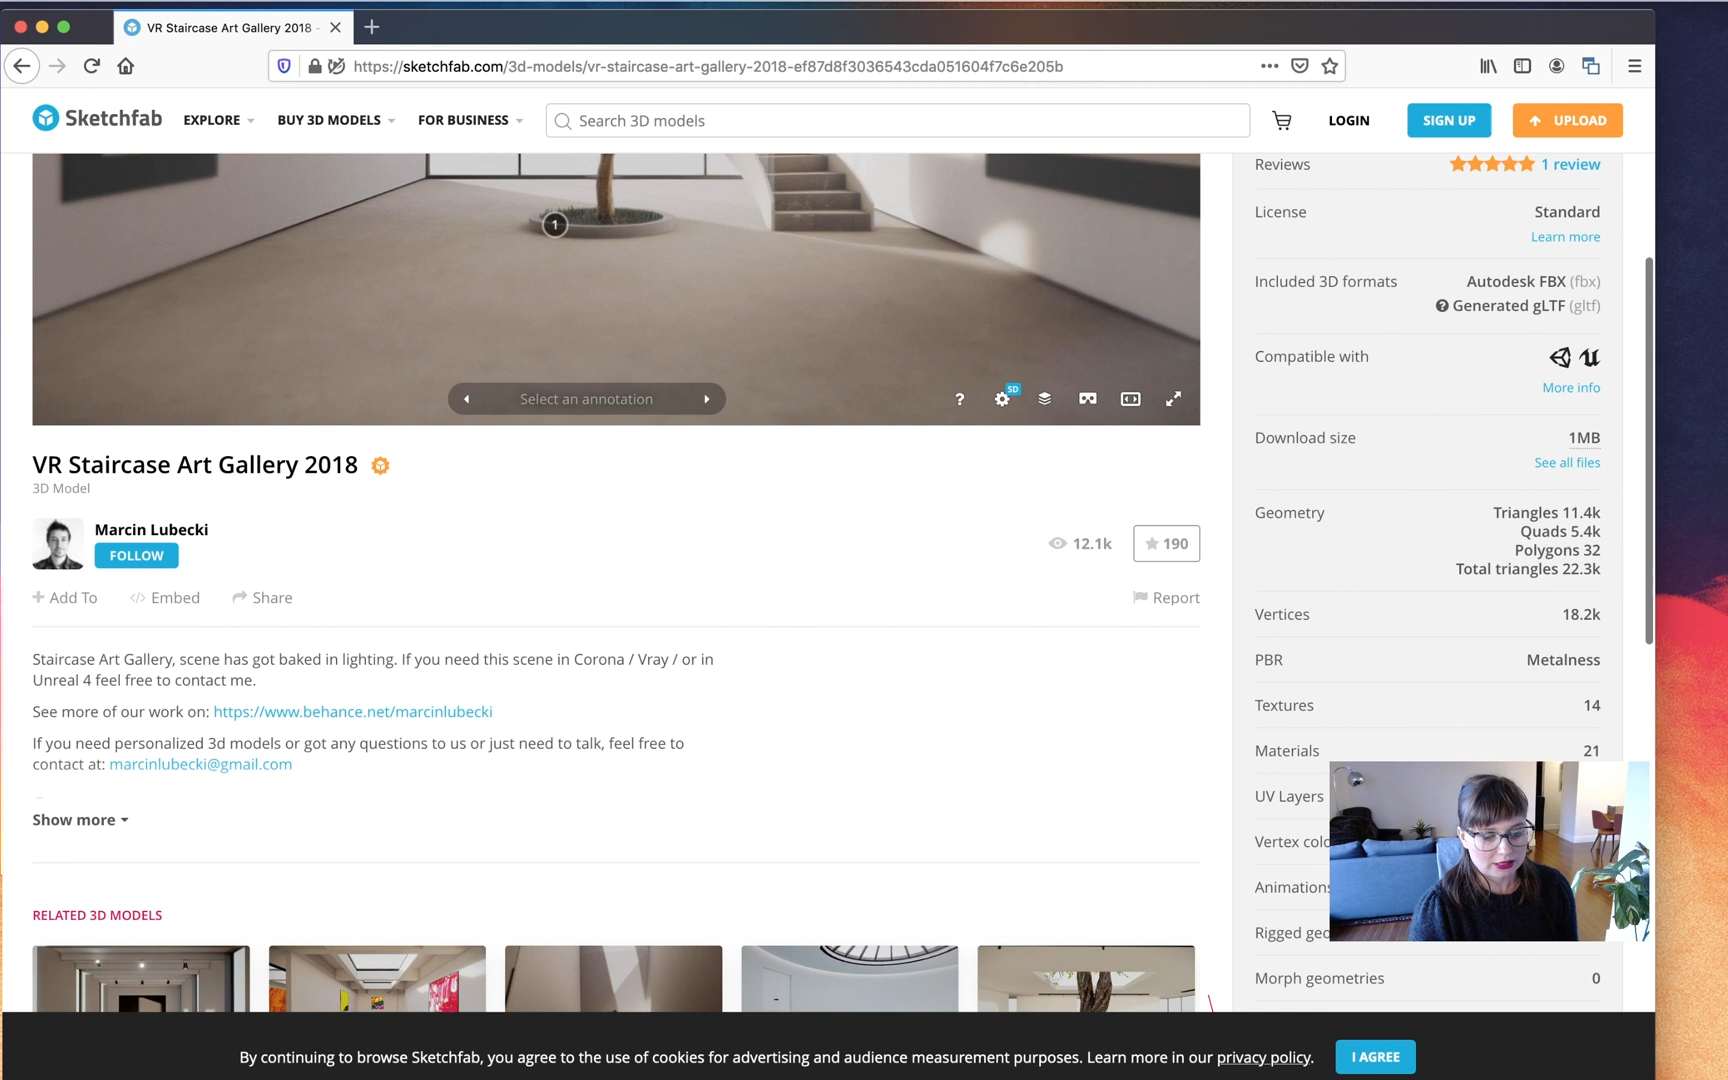 VR Staircase Art Gallery 2018 -
https://sketchfab.com/3d-models/vr-staircase-art-gallery-2018-ef87d8f3036543cda051604f7c6e205b
Sketchfab
EXPLORE
BUY 3D MODELS
FOR BUSINESS
Search 3D models
LOGIN
SIGN UP
UPLOAD
1
Select an annotation
?
SD
VR Staircase Art Gallery 2018
3D Model
Marcin Lubecki
FOLLOW
12.1k
190
Add To
Embed
Share
Report
Staircase Art Gallery, scene has got baked in lighting. If you need this scene in Corona / Vray / or in
Unreal 4 feel free to contact me.
See more of our work on: https://www.behance.net/marcinlubecki
If you need personalized 3d models or got any questions to us or just need to talk, feel free to
contact at: marcinlubecki@gmail.com
Show more
RELATED 3D MODELS
Reviews
1 review
License
Standard
Learn more
Included 3D formats
Autodesk FBX (fbx)
Generated gLTF (gltf)
Compatible with
More info
Download size
1MB
See all files
Geometry
Triangles 11.4k
Quads 5.4k
Polygons 32
Total triangles 22.3k
Vertices
18.2k
PBR
Metalness
Textures
14
Materials
21
UV Layers
Vertex colo
Animations
Rigged geo
Morph geometries
0
By continuing to browse Sketchfab, you agree to the use of cookies for advertising and audience measurement purposes. Learn more in our privacy policy.
I AGREE